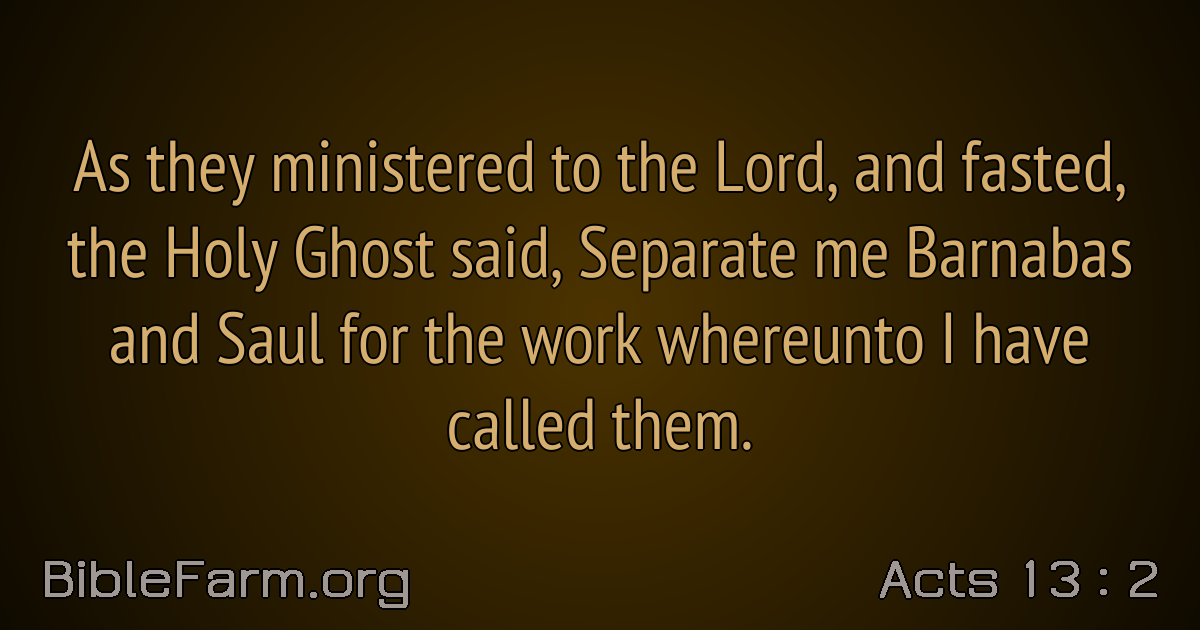 As they ministered to the Lord, and fasted,
the Holy Ghost said, Separate me Barnabas
and Saul for the work whereunto I have
called them.
BibleFarm.org
Acts 13 : 2